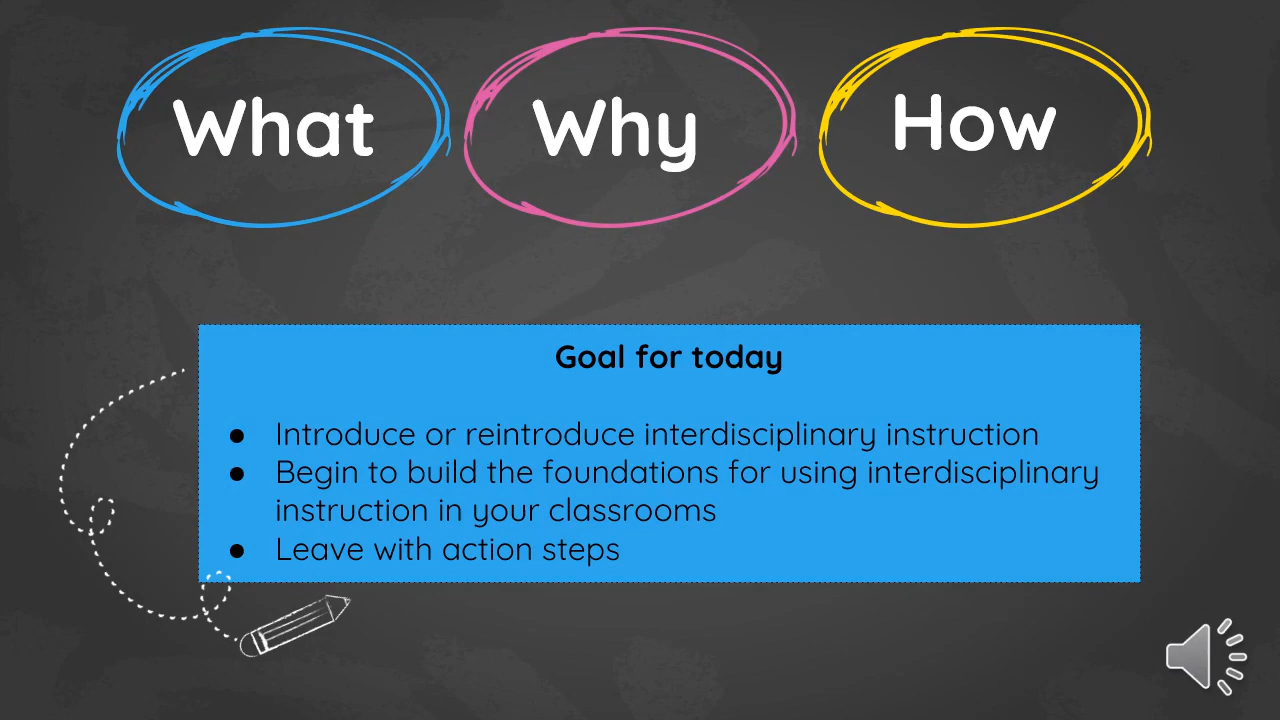 What Why How
Goal for today
● Introduce or reintroduce interdisciplinary instruction
● Begin to build the foundations for using interdisciplinary
instruction in your classrooms
● Leave with action steps